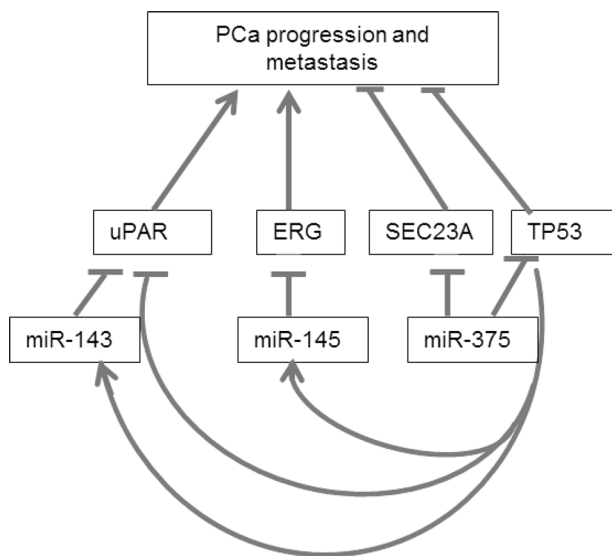 PCa progression and
metastasis
uPAR
ERG
SEC23A
TP53
miR-143
miR-145
miR-375